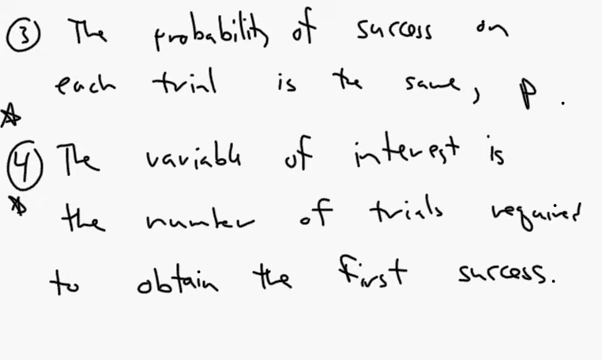 ③ The probability of success on
each trial is the same, p.
④ The variable of interest is
the number of trials required
to obtain the first success.